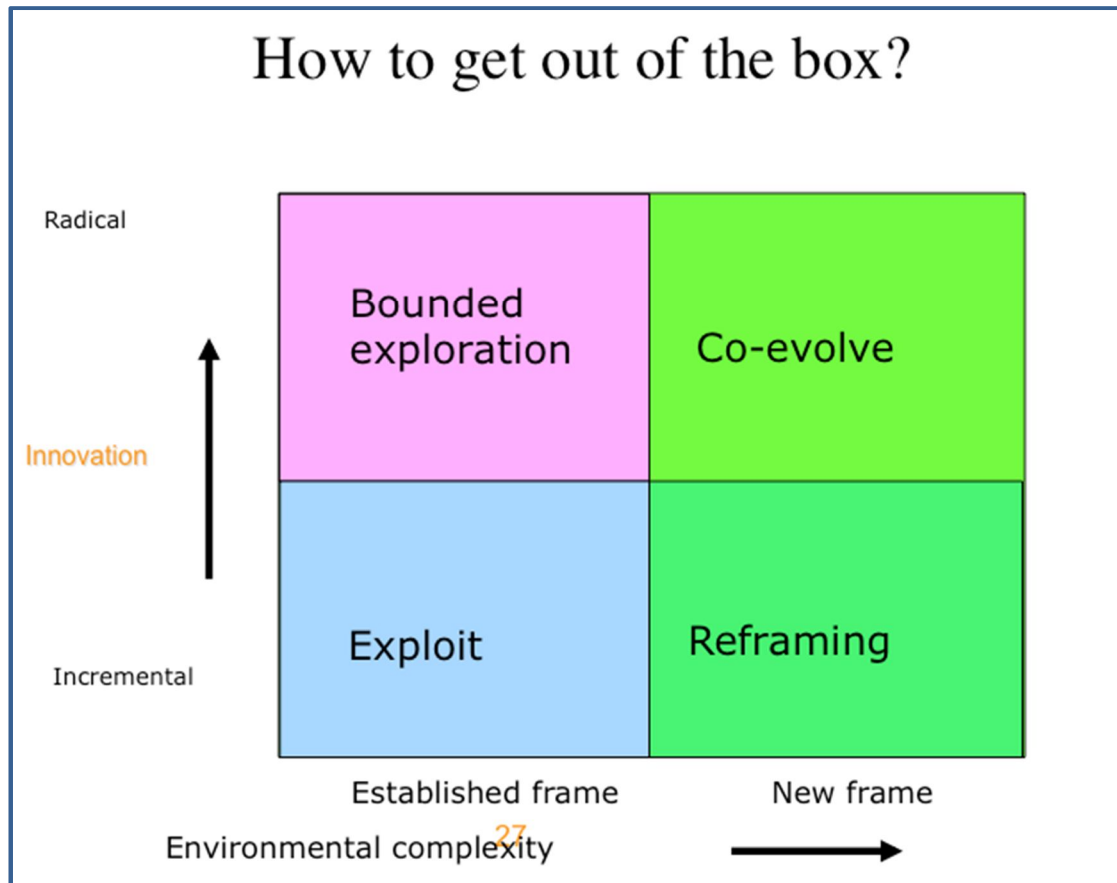 How to get out of the box?
Radical
Bounded
exploration
Co-evolve
Innovation
Exploit
Reframing
Incremental
Established frame
New frame
27
Environmental complexity